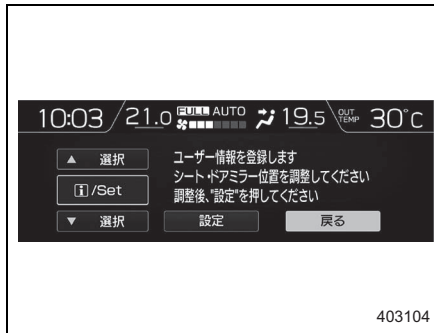 10:03 21.0 FULL AUTO 19.5 OUT TEMP 30°C
▲ 選択
i /Set
▼ 選択
ユーザー情報を登録します
シート・ドアミラー位置を調整してください
調整後、"設定"を押してください
設定 戻る
403104